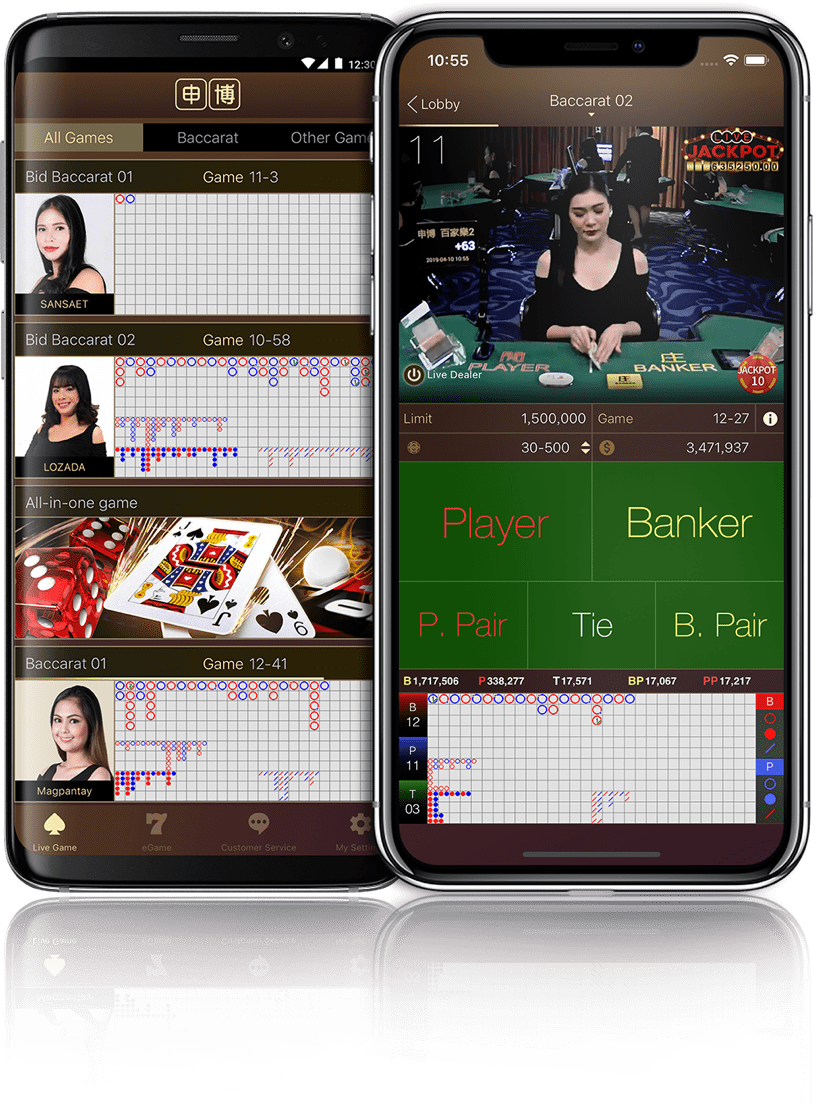 12:30
申博
All Games
Baccarat
Other Gam
Bid Baccarat 01
Game 11-3
SANSAET
Bid Baccarat 02
Game 10-58
LOZADA
All-in-one game
J
6
Baccarat 01
Game 12-41
Magpantay
Live Game
eGame
Customer Service
My Settin
10:55
Lobby
Baccarat 02
11
LIVE
JACKPOT
635250.00
申博 百家樂2
+63
2019-04-10 10:55
PLAYER
庄
BANKER
Live Dealer
JACKPOT
10
Limit
1,500,000
Game
12-27
30-500
3,471,937
Player
Banker
P. Pair
Tie
B. Pair
B 1,717,506
P 338,277
T 17,571
BP 17,067
PP 17,217
B
12
P
11
T
03
B
P